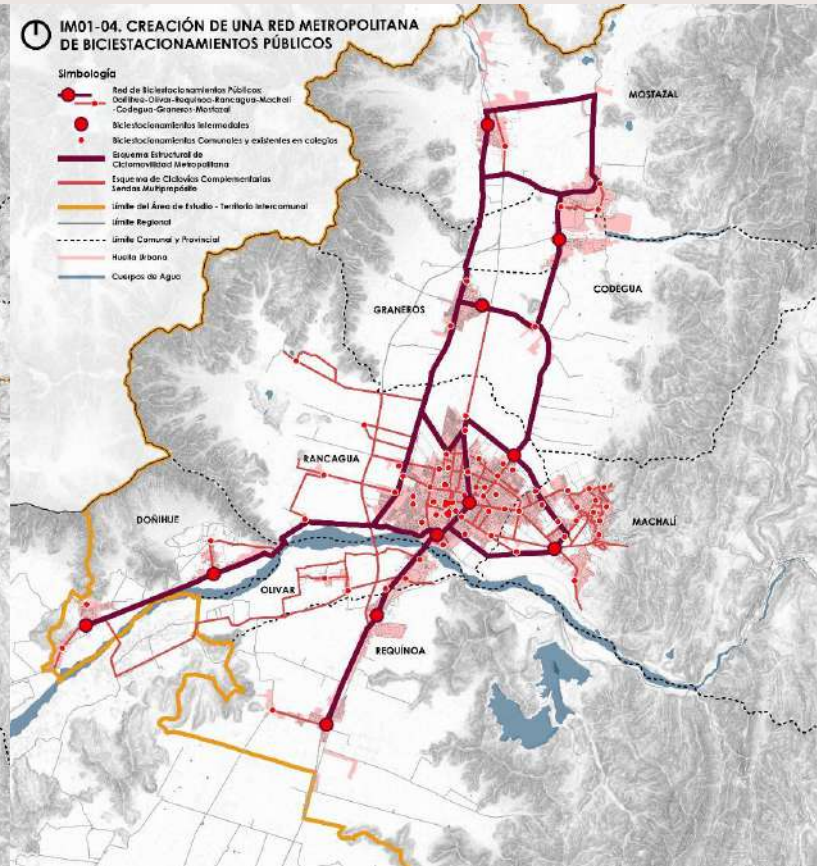 IM01-04. CREACIÓN DE UNA RED METROPOLITANA
DE BICIESTACIONAMIENTOS PÚBLICOS
Simbología
Red de Biciestacionamientos Públicos:
Doñihue-Olivar-Requínoa-Rancagua-Machalí
-Codegua-Graneros-Mostazal
Biciestacionamientos Intermodales
Biciestacionamientos Comunales y existentes en colegios
Esquema Estructural de
Ciclomovilidad Metropolitana
Esquema de Ciclovías Complementarias
Sendas Multipropósito
Límite del Área de Estudio - Territorio Intercomunal
Límite Regional
Límite Comunal y Provincial
Huella Urbana
Cuerpos de Agua
MOSTAZAL
CODEGUA
GRANEROS
RANCAGUA
DOÑIHUE
MACHALÍ
OLIVAR
REQUÍNOA